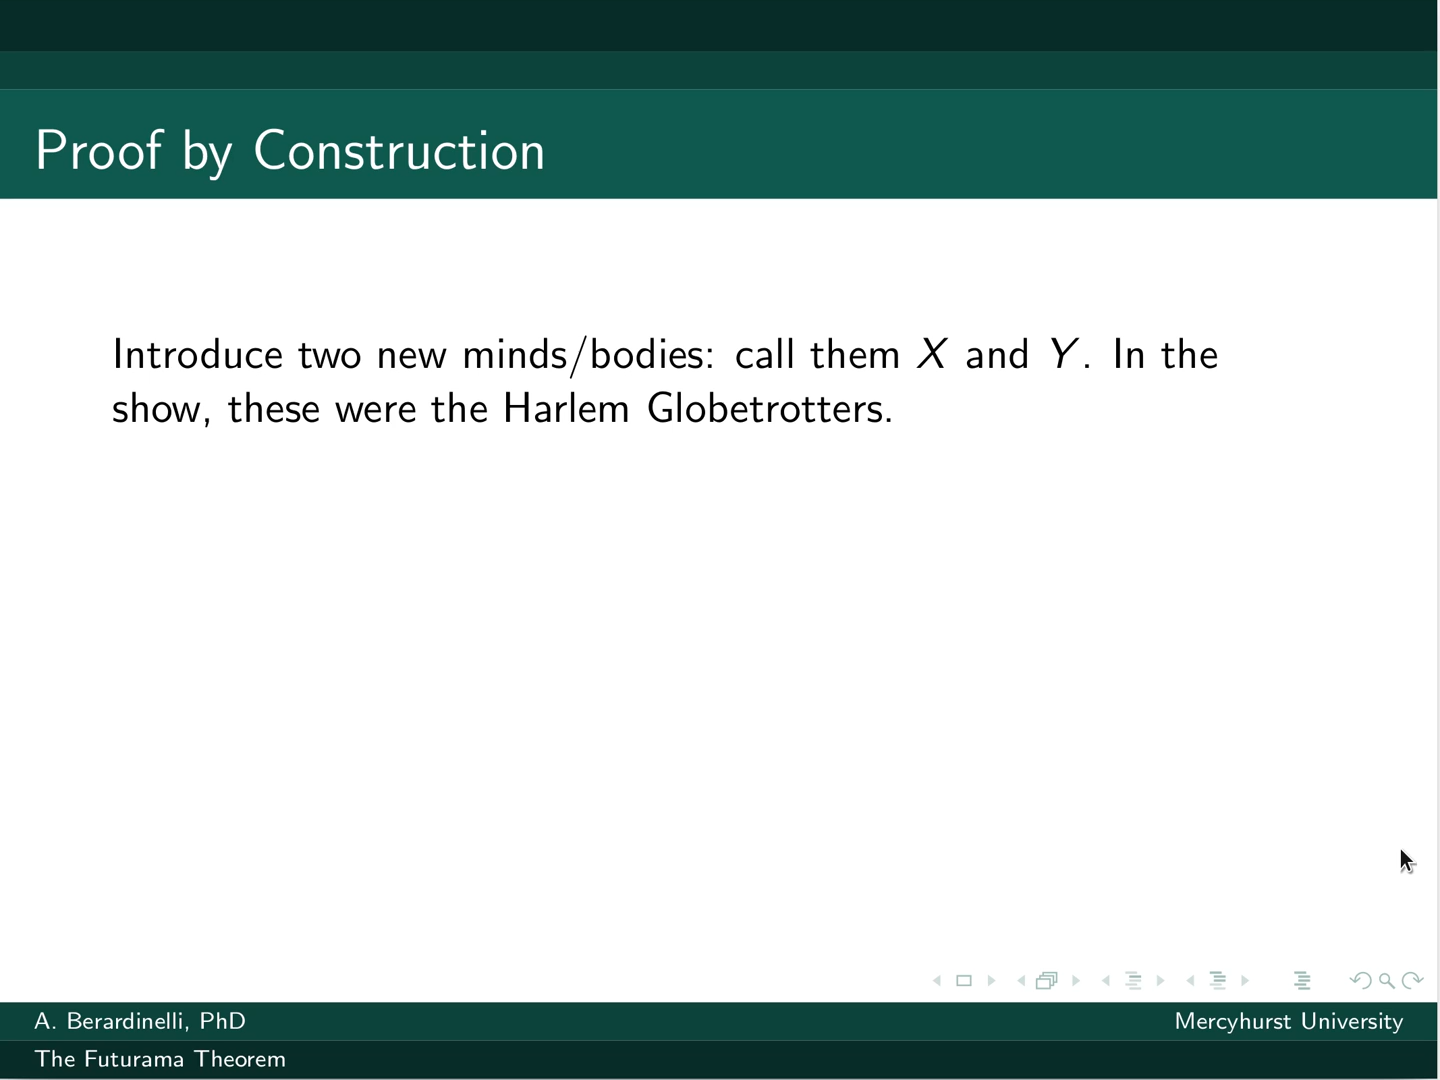 Proof by Construction
Introduce two new minds/bodies: call them X and Y. In the
show, these were the Harlem Globetrotters.
A. Berardinelli, PhD
Mercyhurst University
The Futurama Theorem